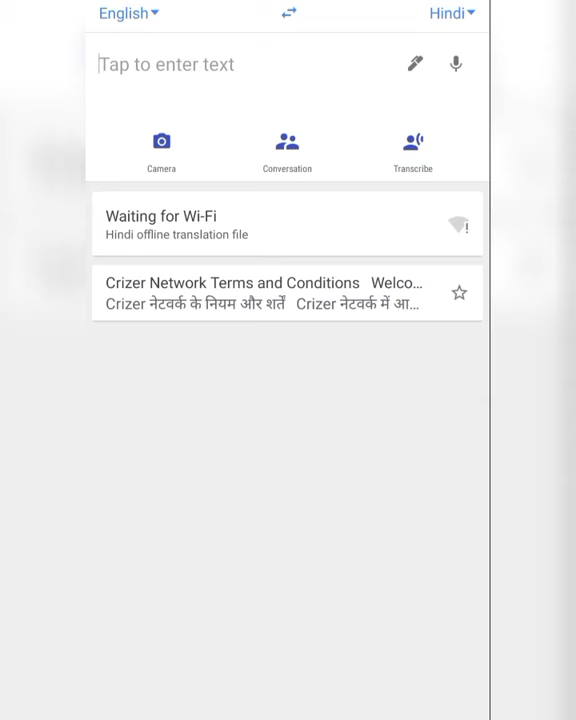 English Hindi
Tap to enter text
Camera Conversation Transcribe
Waiting for Wi-Fi
Hindi offline translation file
Crizer Network Terms and Conditions Welco...
Crizer नेटवर्क के नियम और शर्तें Crizer नेटवर्क में आ...